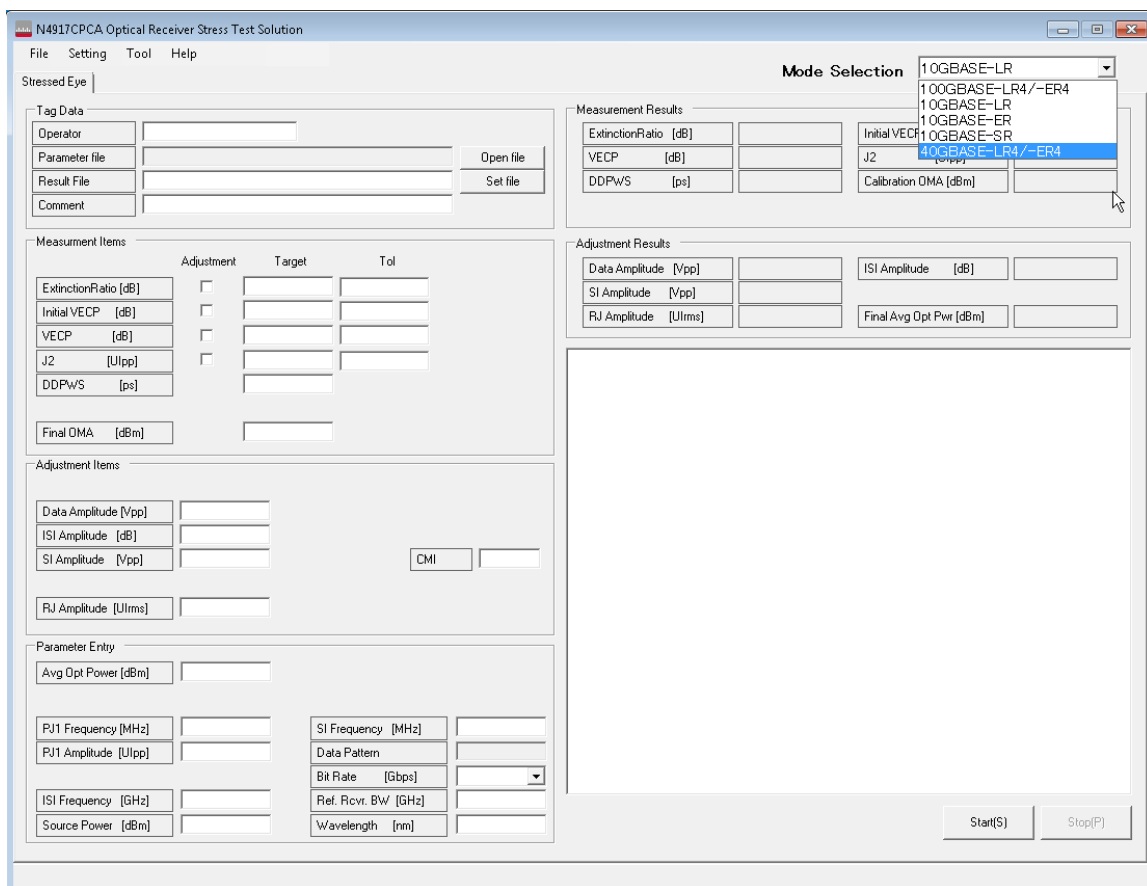 N4917CPCA Optical Receiver Stress Test Solution
File Setting Tool Help
Mode Selection 10GBASE-LR
100GBASE-LR4/-ER4
10GBASE-LR
10GBASE-ER
10GBASE-SR
40GBASE-LR4/-ER4
Stressed Eye
Tag Data
Operator
Parameter file Open file
Result File Set file
Comment
Measurment Items
Adjustment Target Tol
ExtinctionRatio [dB]
Initial VECP [dB]
VECP [dB]
J2 [UIpp]
DDPWS [ps]
Final OMA [dBm]
Adjustment Items
Data Amplitude [Vpp]
ISI Amplitude [dB]
SI Amplitude [Vpp] CMI
RJ Amplitude [UIrms]
Parameter Entry
Avg Opt Power [dBm]
PJ1 Frequency [MHz] SI Frequency [MHz]
PJ1 Amplitude [UIpp] Data Pattern
Bit Rate [Gbps]
ISI Frequency [GHz] Ref. Rcvr. BW [GHz]
Source Power [dBm] Wavelength [nm]
Measurement Results
ExtinctionRatio [dB] Initial VECP
VECP [dB] J2 [UIpp]
DDPWS [ps] Calibration OMA [dBm]
Adjustment Results
Data Amplitude [Vpp] ISI Amplitude [dB]
SI Amplitude [Vpp]
RJ Amplitude [UIrms] Final Avg Opt Pwr [dBm]
Start(S) Stop(P)